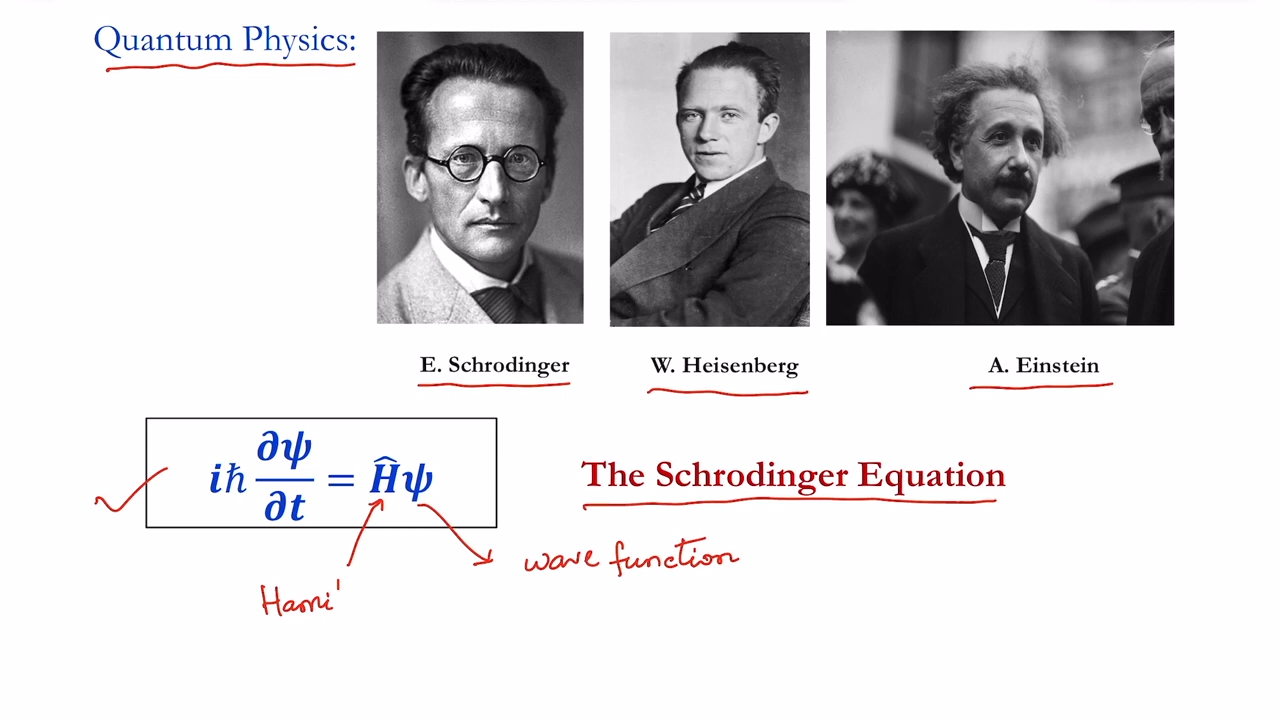 Quantum Physics:
E. Schrodinger
W. Heisenberg
A. Einstein
iħ ∂ψ/∂t = Ĥψ
The Schrodinger Equation
wave function
Hami'